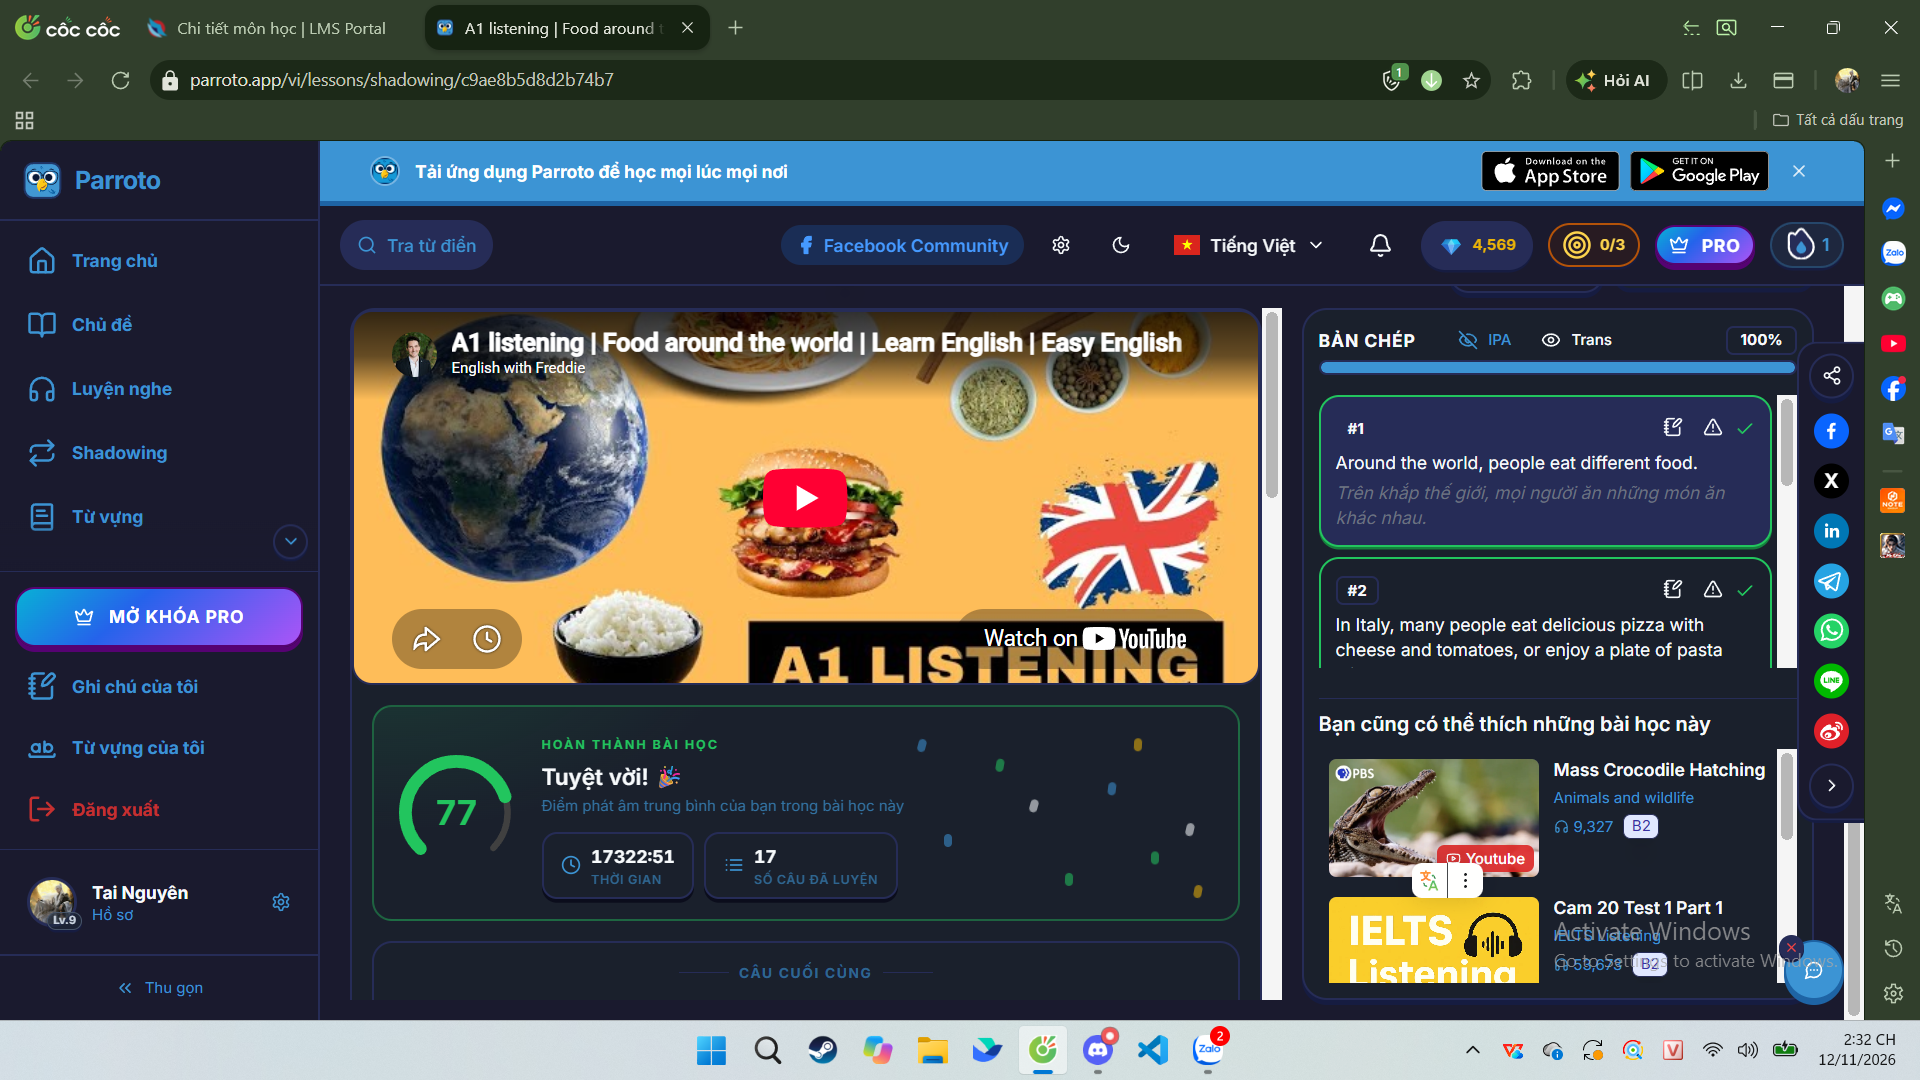 cốc cốc
Chi tiết môn học | LMS Portal
A1 listening | Food around t
parroto.app/vi/lessons/shadowing/c9ae8b5d8d2b74b7
1
Hỏi AI
Tất cả dấu trang
Parroto
Tải ứng dụng Parroto để học mọi lúc mọi nơi
Download on the
App Store
GET IT ON
Google Play
Tra từ điển
Facebook Community
Tiếng Việt
4,569
0/3
PRO
1
Trang chủ
Chủ đề
Luyện nghe
Shadowing
Từ vựng
MỞ KHÓA PRO
Ghi chú của tôi
Từ vựng của tôi
Đăng xuất
Tai Nguyên
Hồ sơ
Lv.9
Thu gọn
A1 listening | Food around the world | Learn English | Easy English
English with Freddie
Watch on YouTube
A1 LISTENING
HOÀN THÀNH BÀI HỌC
Tuyệt vời!
Điểm phát âm trung bình của bạn trong bài học này
77
17322:51
THỜI GIAN
17
SỐ CÂU ĐÃ LUYỆN
CÂU CUỐI CÙNG
BẢN CHÉP
IPA
Trans
100%
#1
Around the world, people eat different food.
Trên khắp thế giới, mọi người ăn những món ăn
khác nhau.
#2
In Italy, many people eat delicious pizza with
cheese and tomatoes, or enjoy a plate of pasta
Bạn cũng có thể thích những bài học này
PBS
Youtube
Mass Crocodile Hatching
Animals and wildlife
9,327
B2
IELTS
Listening
Cam 20 Test 1 Part 1
IELTS Listening
53,673
B2
Activate Windows
Go to Settings to activate Windows.
Zalo
NOTE
LINE
Zalo
2
2:32 CH
12/11/2026